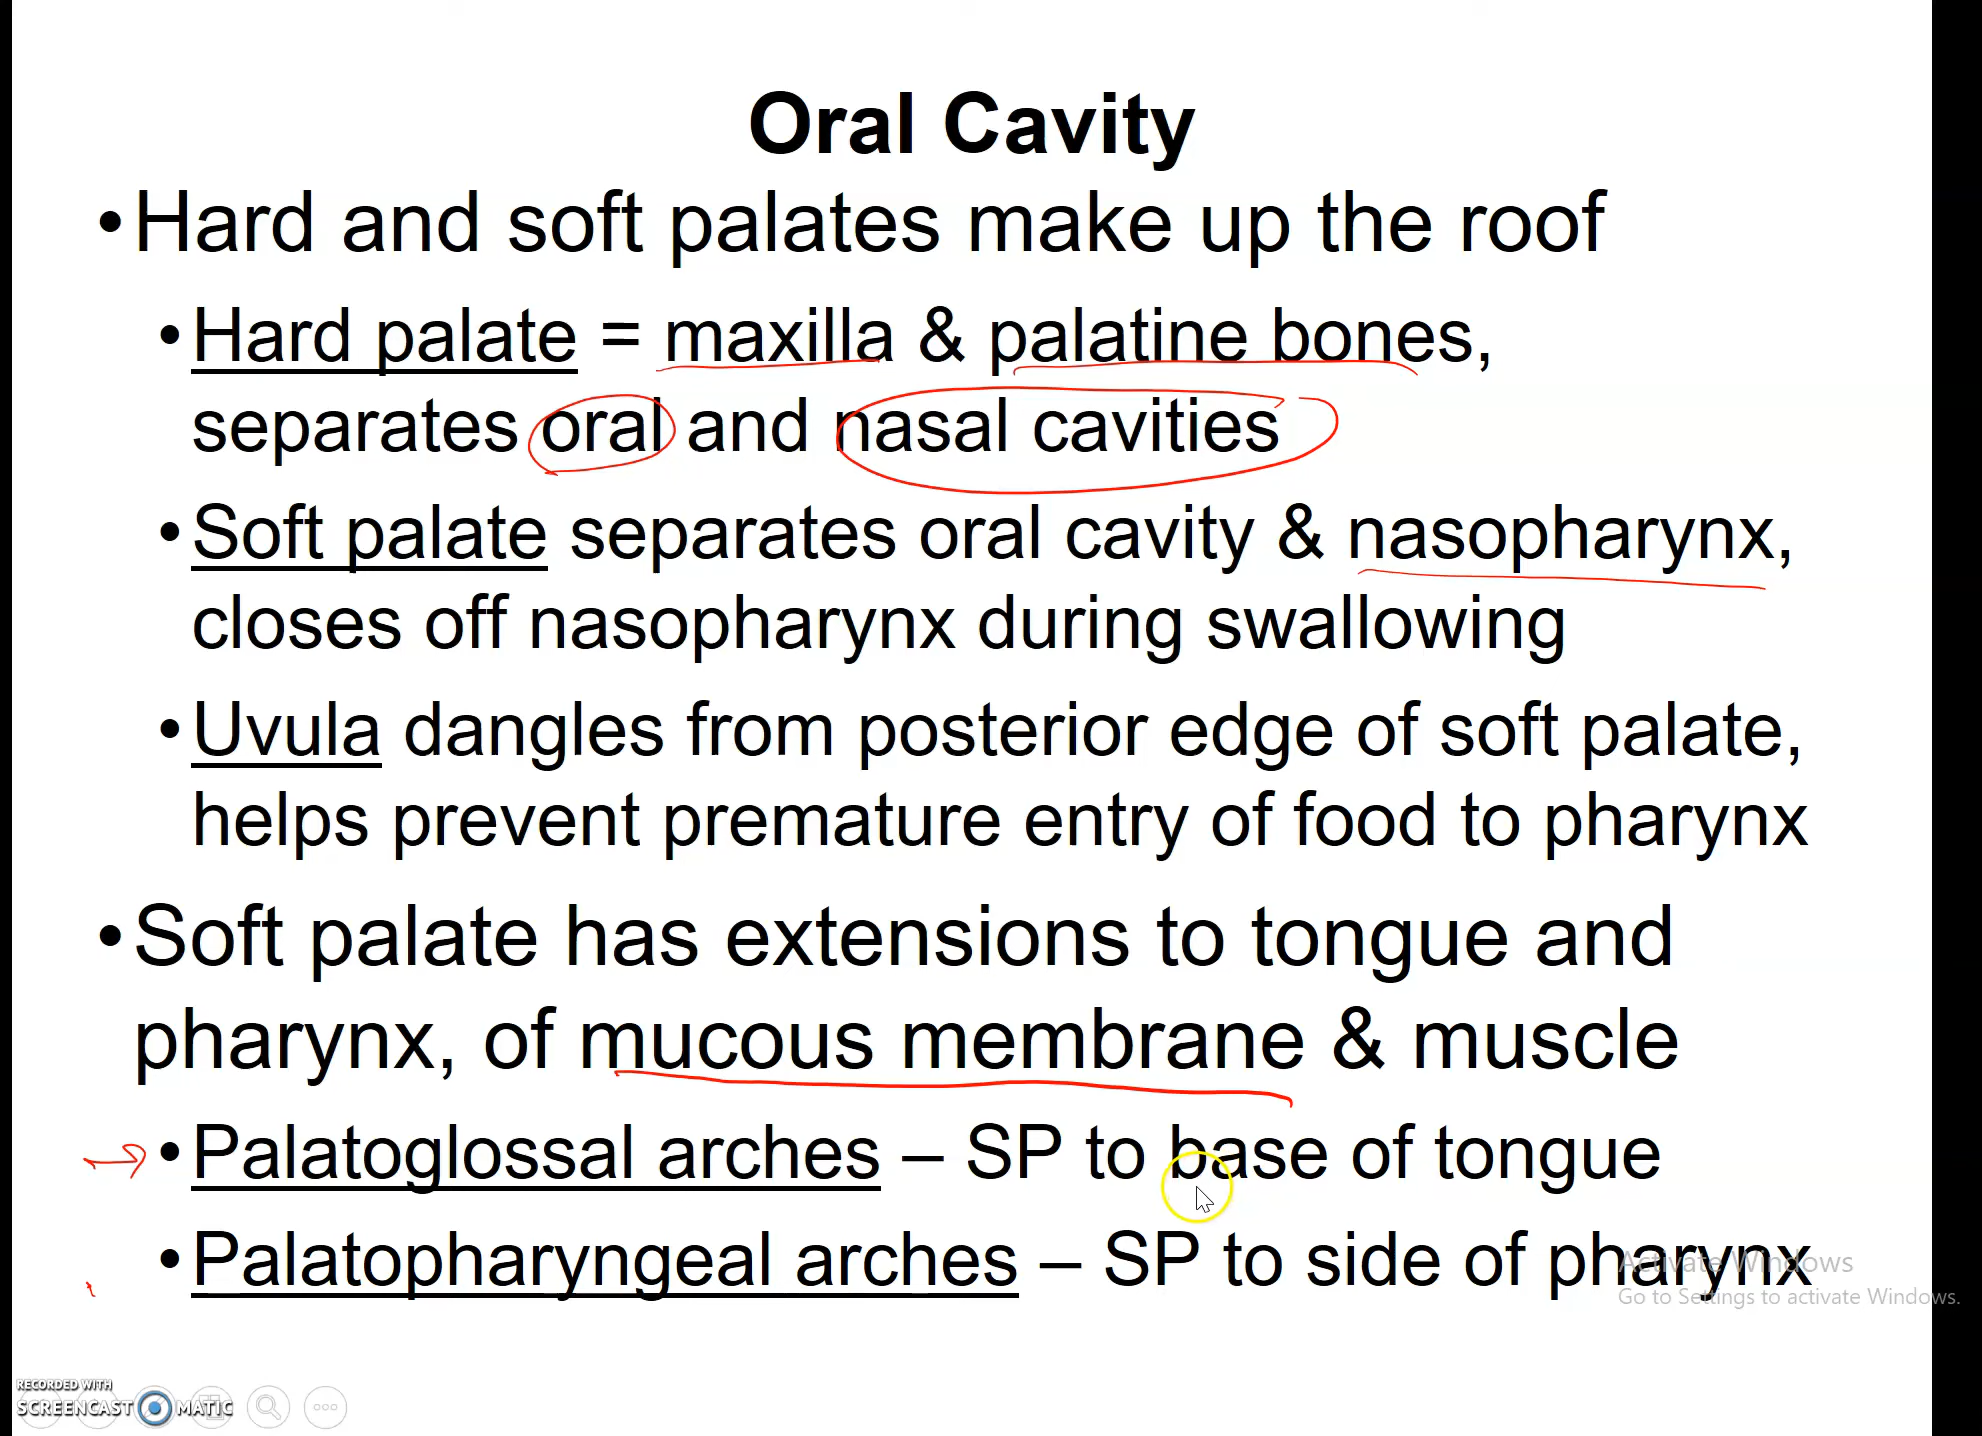 Oral Cavity
•Hard and soft palates make up the roof
•Hard palate = maxilla & palatine bones,
separates oral and nasal cavities
•Soft palate separates oral cavity & nasopharynx,
closes off nasopharynx during swallowing
•Uvula dangles from posterior edge of soft palate,
helps prevent premature entry of food to pharynx
•Soft palate has extensions to tongue and
pharynx, of mucous membrane & muscle
•Palatoglossal arches – SP to base of tongue
•Palatopharyngeal arches – SP to side of pharynx
Activate Windows
Go to Settings to activate Windows.
RECORDED WITH
SCREENCAST MATIC